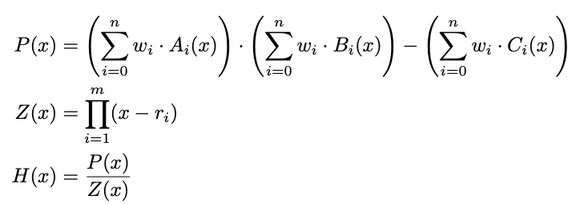 P(x) = (∑_{i=0}^{n} w_i · A_i(x)) · (∑_{i=0}^{n} w_i · B_i(x)) − (∑_{i=0}^{n} w_i · C_i(x))
Z(x) = ∏_{i=1}^{m} (x − r_i)
H(x) = P(x) / Z(x)